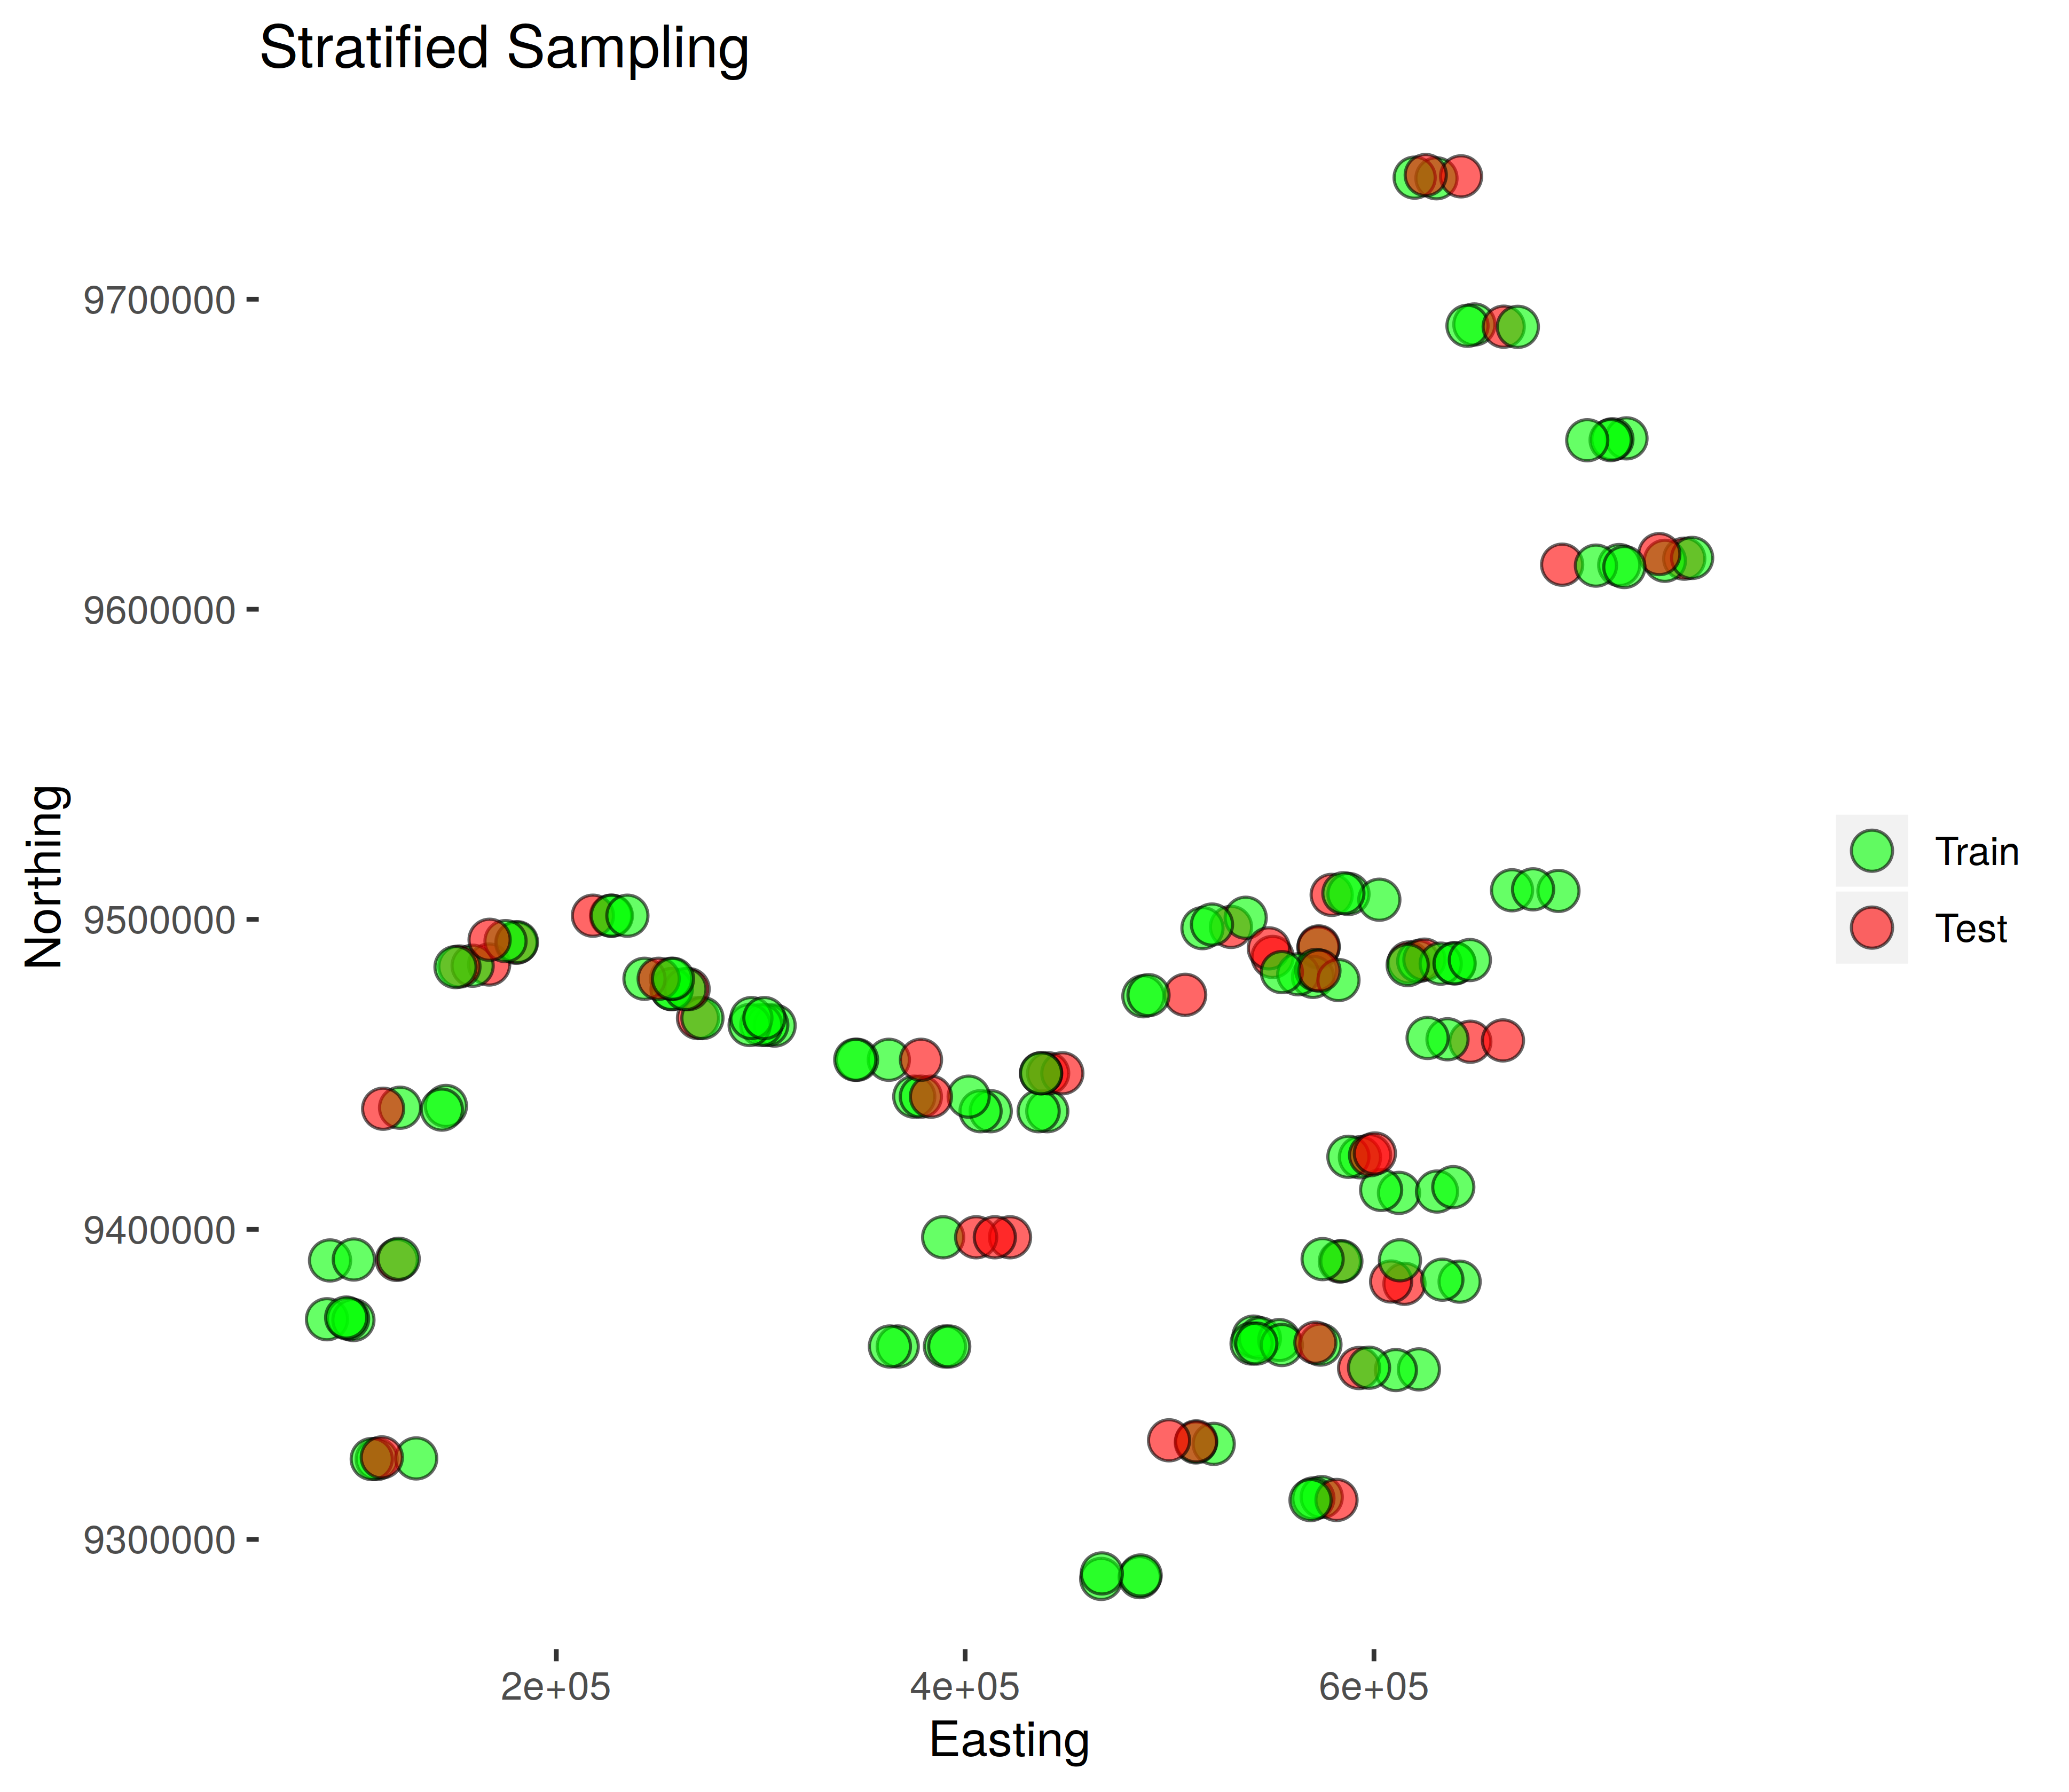 Stratified Sampling
9700000
9600000
9500000
9400000
9300000
Northing
2e+05
4e+05
6e+05
Easting
Train
Test